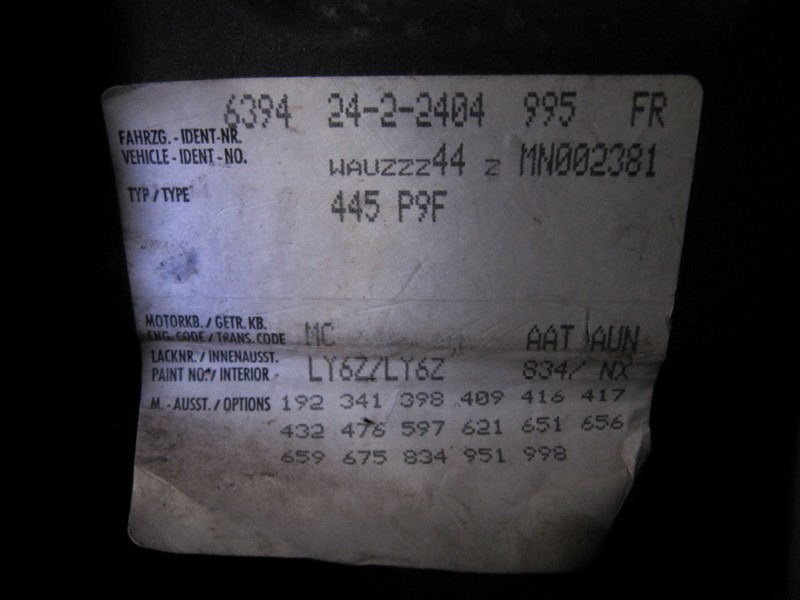 6394 24-2-2404 995 FR
FAHRZG. - IDENT-NR.
VEHICLE - IDENT - NO. WAUZZZ44 Z MN002381
TYP / TYPE 445 P9F
MOTORKB. / GETR. KB.
ENG. CODE / TRANS. CODE MC AAT AUN
LACKNR. / INNENAUSST.
PAINT NO. / INTERIOR LY6Z/LY6Z 834/ NX
M. - AUSST. / OPTIONS 192 341 398 409 416 417
432 476 597 621 651 656
659 675 834 951 998